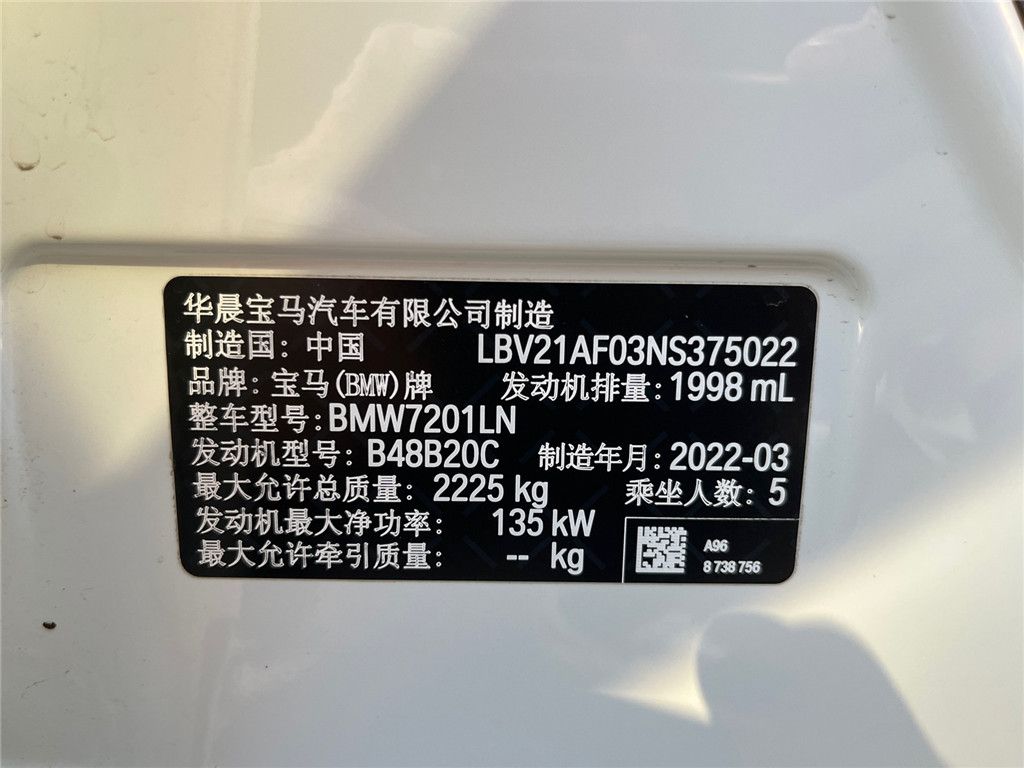 华晨宝马汽车有限公司制造
制造国：中国 LBV21AF03NS375022
品牌：宝马(BMW)牌 发动机排量：1998 mL
整车型号：BMW7201LN
发动机型号：B48B20C 制造年月：2022-03
最大允许总质量：2225 kg 乘坐人数：5
发动机最大净功率：135 kW
最大允许牵引质量：-- kg
A96
8 738 756